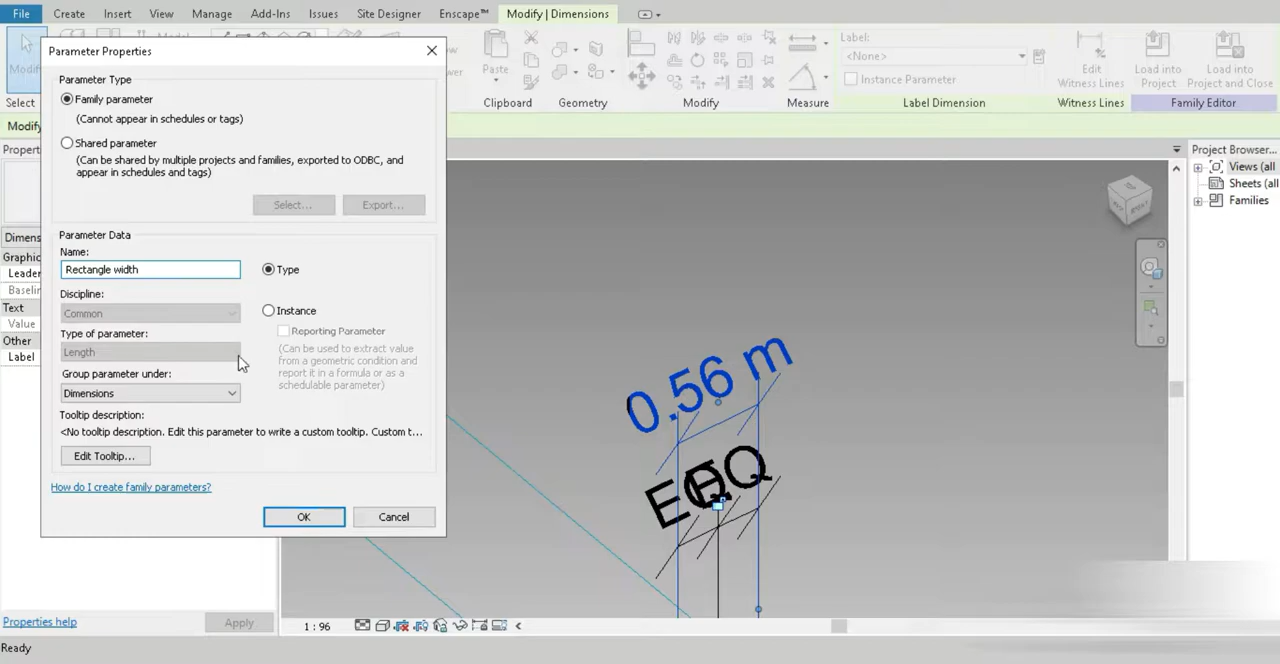 File Create Insert View Manage Add-Ins Issues Site Designer Enscape™ Modify | Dimensions
Parameter Properties
Parameter Type
Family parameter
(Cannot appear in schedules or tags)
Shared parameter
(Can be shared by multiple projects and families, exported to ODBC, and
appear in schedules and tags)
Select... Export...
Parameter Data
Name:
Rectangle width
Type
Discipline:
Common
Instance
Type of parameter:
Reporting Parameter
Length
(Can be used to extract value
from a geometric condition and
report it in a formula or as a
schedulable parameter)
Group parameter under:
Dimensions
Tooltip description:
<No tooltip description. Edit this parameter to write a custom tooltip. Custom t...
Edit Tooltip...
How do I create family parameters?
OK Cancel
Modify
Select
Paste
Clipboard
Geometry
Modify
Measure
Label:
<None>
Instance Parameter
Label Dimension
Edit
Witness Lines
Witness Lines
Load into
Project
Load into
Project and Close
Family Editor
Modify
Propert
Dimens
Graphic
Leader
Baselin
Text
Value
Other
Label
Properties help
Apply
Ready
0.56 m
EQ
EQ
Project Browser...
Views (all
Sheets (all
Families
1 : 96